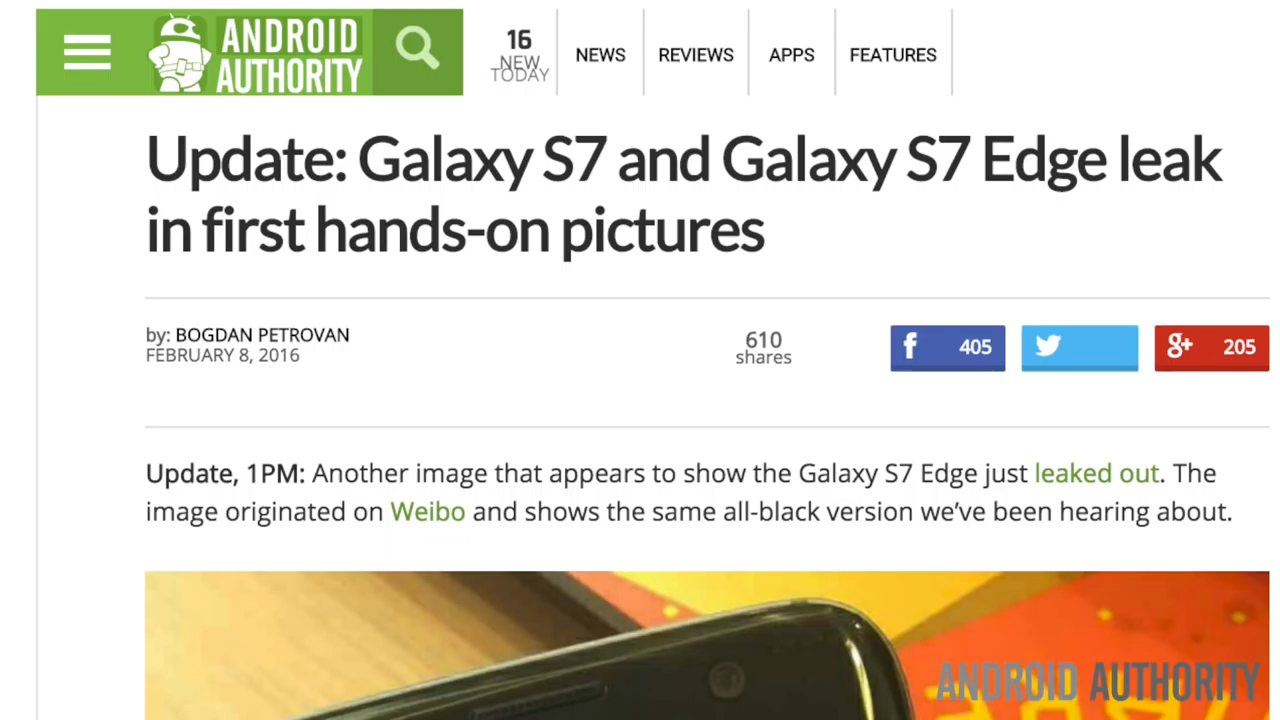 ANDROID
AUTHORITY
16
NEW
TODAY
NEWS
REVIEWS
APPS
FEATURES
Update: Galaxy S7 and Galaxy S7 Edge leak
in first hands-on pictures
by: BOGDAN PETROVAN
FEBRUARY 8, 2016
610
shares
f 405
g+ 205
Update, 1PM: Another image that appears to show the Galaxy S7 Edge just leaked out. The
image originated on Weibo and shows the same all-black version we’ve been hearing about.
ANDROID AUTHORITY